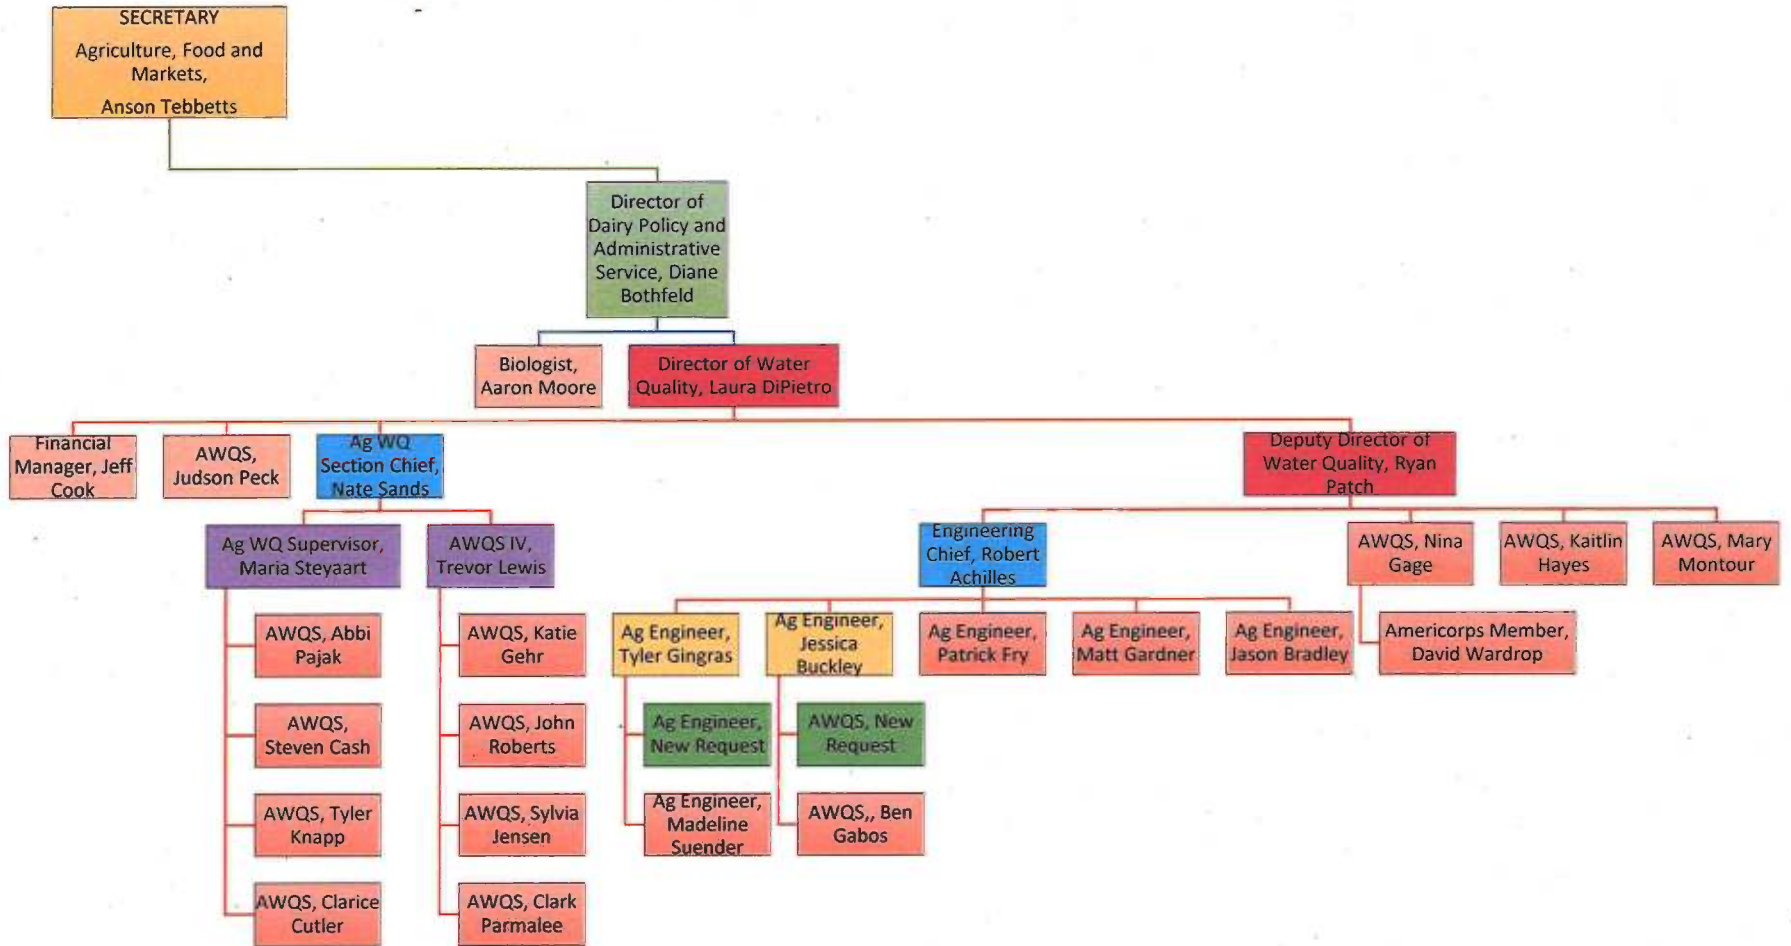 SECRETARY
Agriculture, Food and
Markets,
Anson Tebbetts
Director of
Dairy Policy and
Administrative
Service, Diane
Bothfeld
Biologist,
Aaron Moore
Director of Water
Quality, Laura DiPietro
Financial
Manager, Jeff
Cook
AWQS,
Judson Peck
Ag WQ
Section Chief,
Nate Sands
Deputy Director of
Water Quality, Ryan
Patch
Ag WQ Supervisor,
Maria Steyaart
AWQS IV,
Trevor Lewis
Engineering
Chief, Robert
Achilles
AWQS, Nina
Gage
AWQS, Kaitlin
Hayes
AWQS, Mary
Montour
AWQS, Abbi
Pajak
AWQS, Katie
Gehr
Ag Engineer,
Tyler Gingras
Ag Engineer,
Jessica
Buckley
Ag Engineer,
Patrick Fry
Ag Engineer,
Matt Gardner
Ag Engineer,
Jason Bradley
Americorps Member,
David Wardrop
AWQS,
Steven Cash
AWQS, John
Roberts
Ag Engineer,
New Request
AWQS, New
Request
AWQS, Tyler
Knapp
AWQS, Sylvia
Jensen
Ag Engineer,
Madeline
Suender
AWQS,, Ben
Gabos
AWQS, Clarice
Cutler
AWQS, Clark
Parmalee